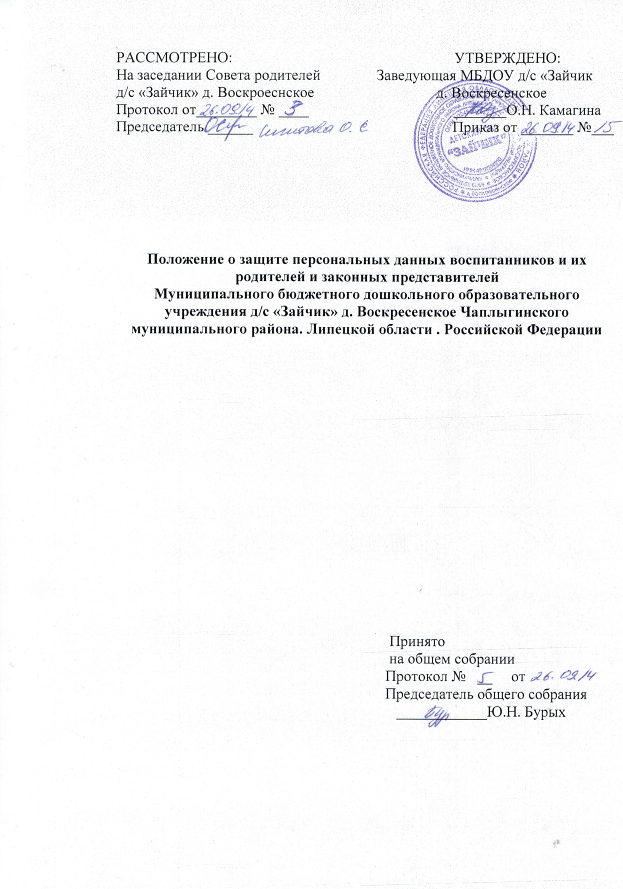 РАССМОТРЕНО:
На заседании Совета родителей
д/с «Зайчик» д. Воскроеснское
Протокол от 26.09/4 № 3
Председатель
УТВЕРЖДЕНО:
Заведующая МБДОУ д/с «Зайчик
д. Воскресенское
О.Н. Камагина
Приказ от 26 09 14 № 15
«ЗАЙЧИК»
Положение о защите персональных данных воспитанников и их
родителей и законных представителей
Муниципального бюджетного дошкольного образовательного
учреждения д/с «Зайчик» д. Воскресенское Чаплыгинского
муниципального района. Липецкой области . Российской Федерации
Принято
на общем собрании
Протокол № 5 от 26.09/4
Председатель общего собрания
Ю.Н. Бурых